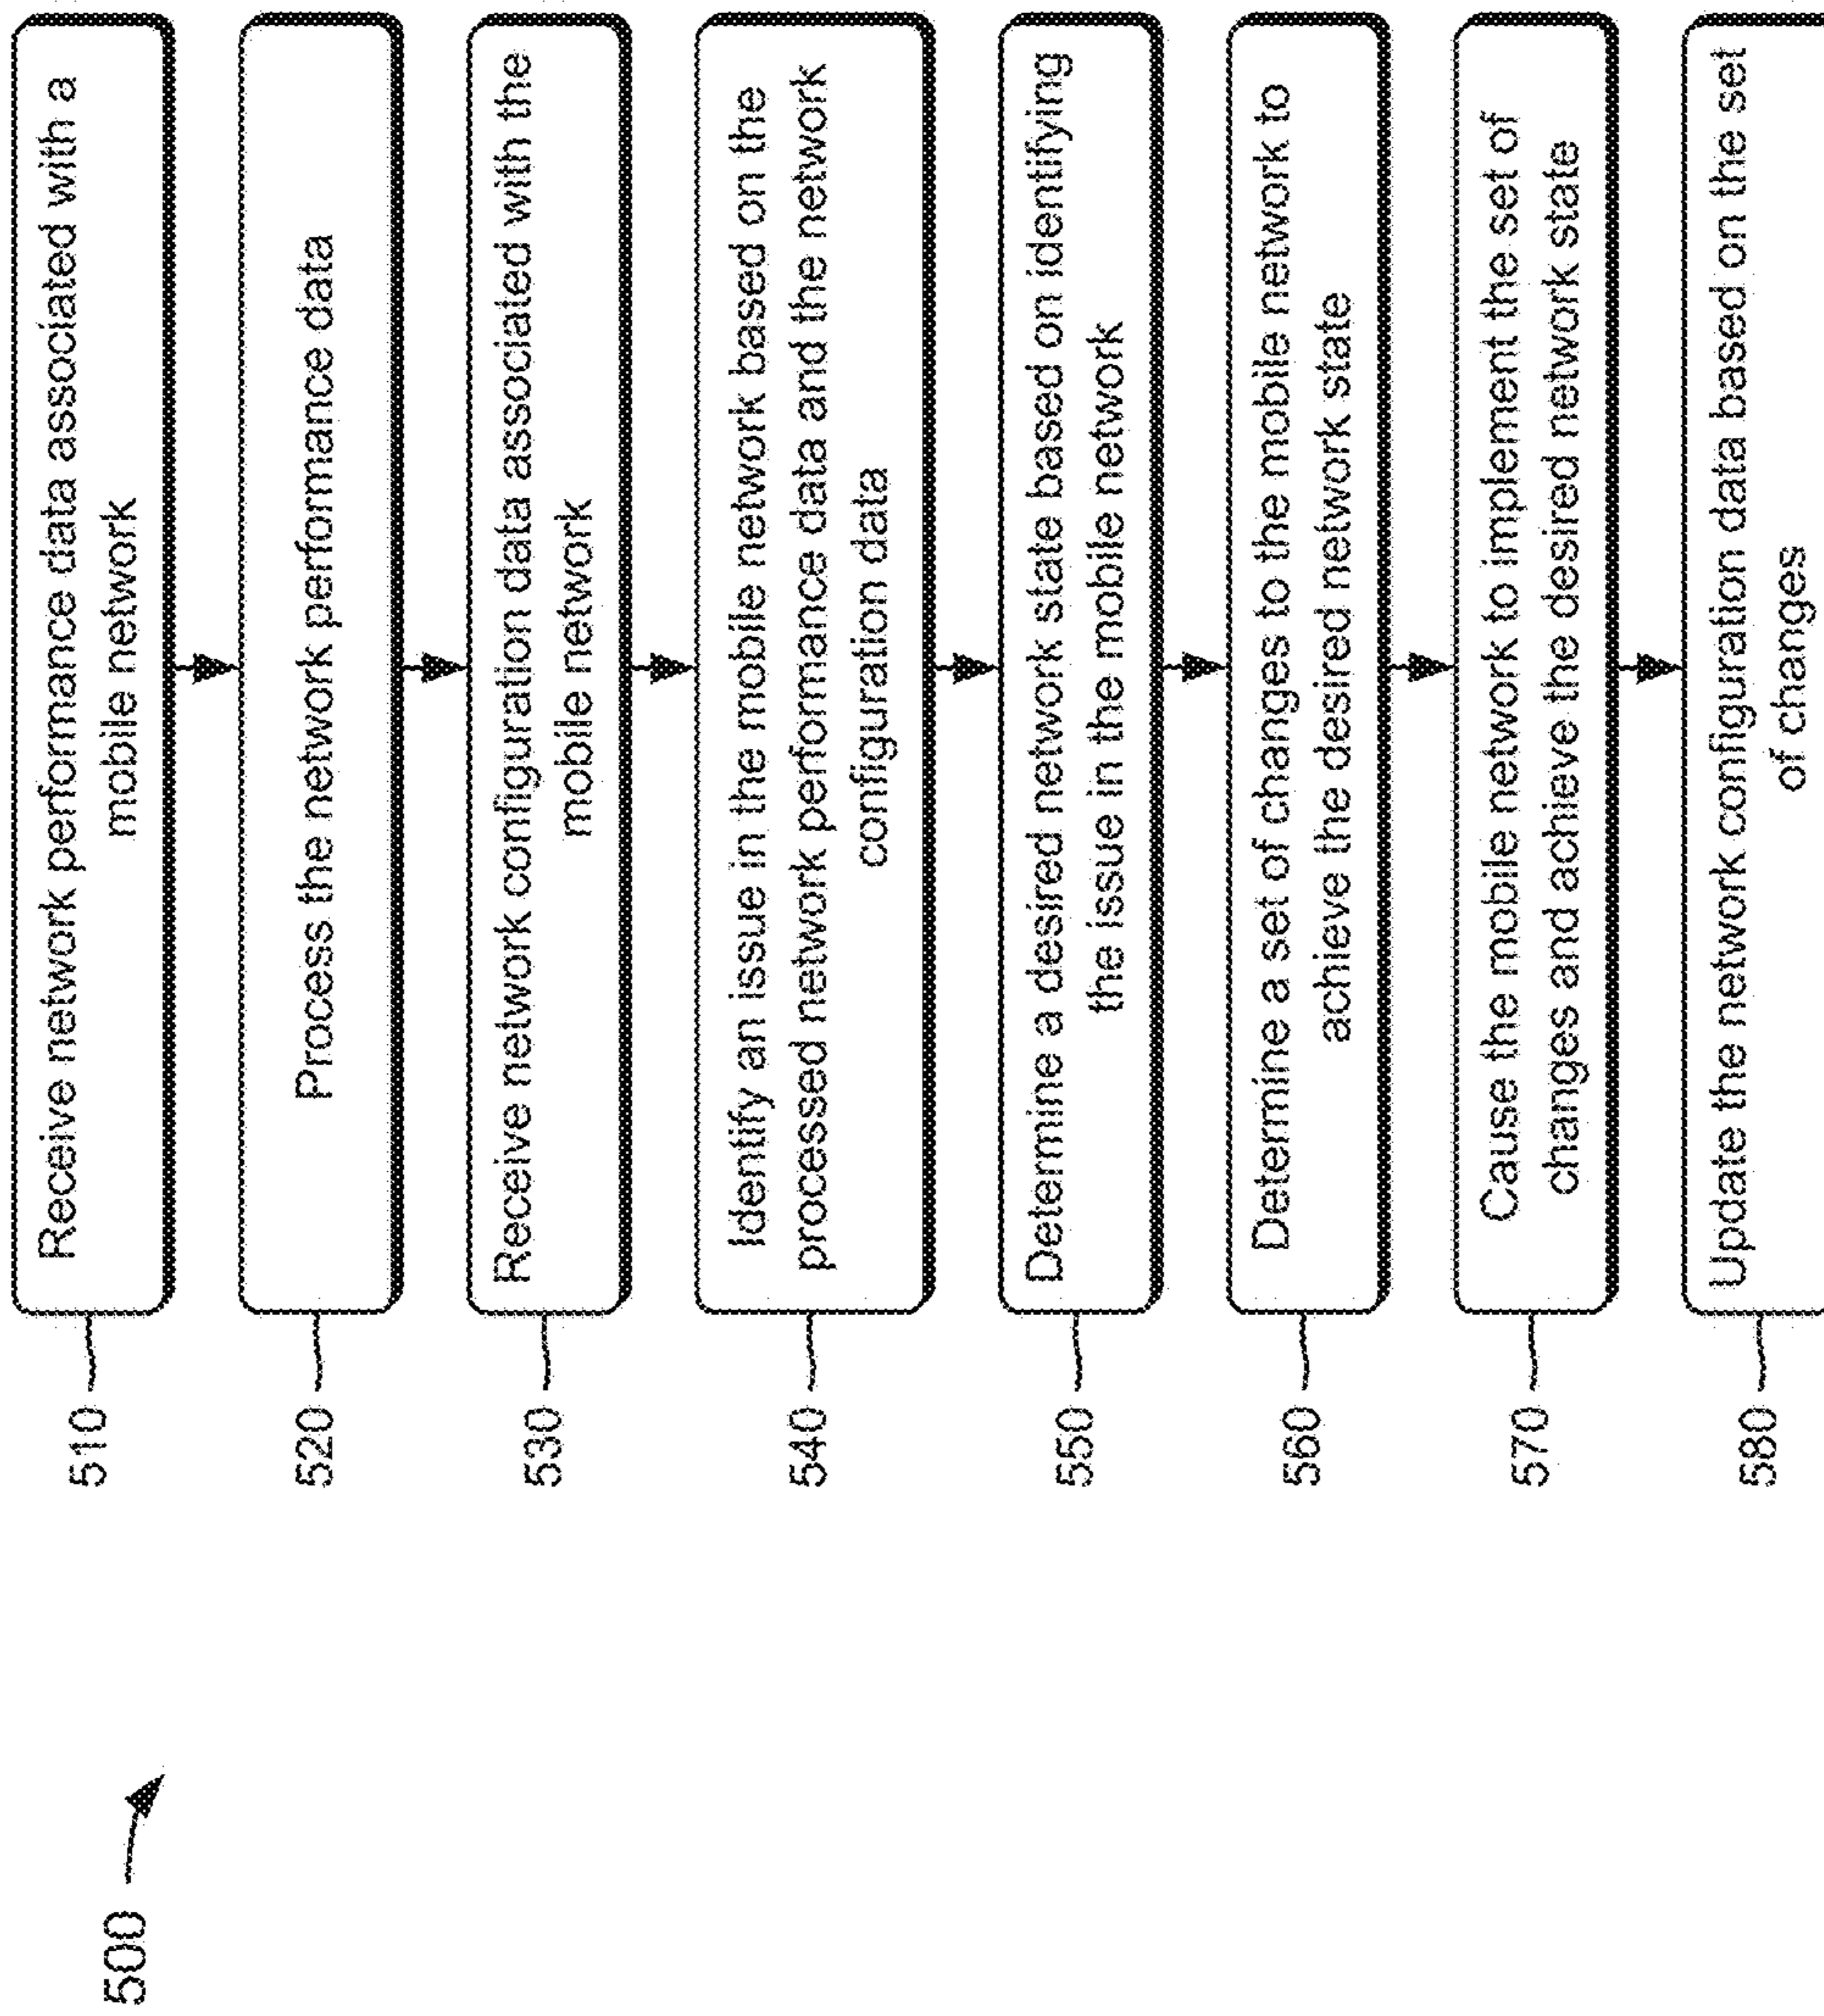 500
510
Receive network performance data associated with a
mobile network
520
Process the network performance data
530
Receive network configuration data associated with the
mobile network
540
Identify an issue in the mobile network based on the
processed network performance data and the network
configuration data
550
Determine a desired network state based on identifying
the issue in the mobile network
560
Determine a set of changes to the mobile network to
achieve the desired network state
570
Cause the mobile network to implement the set of
changes and achieve the desired network state
580
Update the network configuration data based on the set
of changes